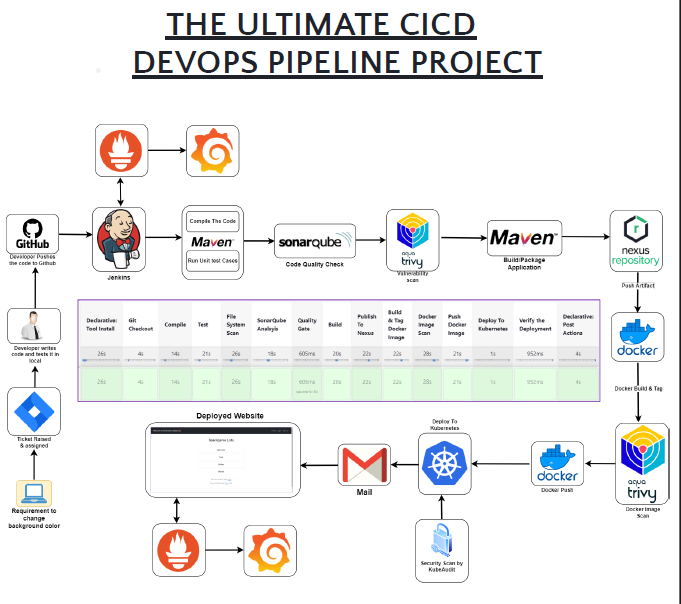 THE ULTIMATE CICD
DEVOPS PIPELINE PROJECT
GitHub
Developer Pushes
the code to Github
Jenkins
Compile The Code
Maven™
Run Unit test Cases
sonarqube
Code Quality Check
aqua
trivy
Vulnerability
scan
Maven™
Build/Package
Application
nexus
repository
Push Artifact
Developer writes
code and tests it in
local
Declarative:
Tool Install
Git
Checkout
Compile
Test
File
System
Scan
SonarQube
Analsyis
Quality
Gate
Build
Publish
To
Nexus
Build
& Tag
Docker
Image
Docker
Image
Scan
Push
Docker
Image
Deploy To
Kubernetes
Verify the
Deployment
Declarative:
Post
Actions
26s 4s 14s 21s 26s 18s 605ms 20s 22s 22s 28s 21s 1s 952ms 4s
26s 4s 14s 21s 26s 18s 605ms 20s 22s 22s 28s 21s 1s 952ms 4s
docker
Docker Build & Tag
Ticket Raised
& assigned
Requirement to
change
background color
Deployed Website
Mail
Deploy To
Kubernetes
docker
Docker Push
aqua
trivy
Docker Image
Scan
Security Scan by
KubeAudit